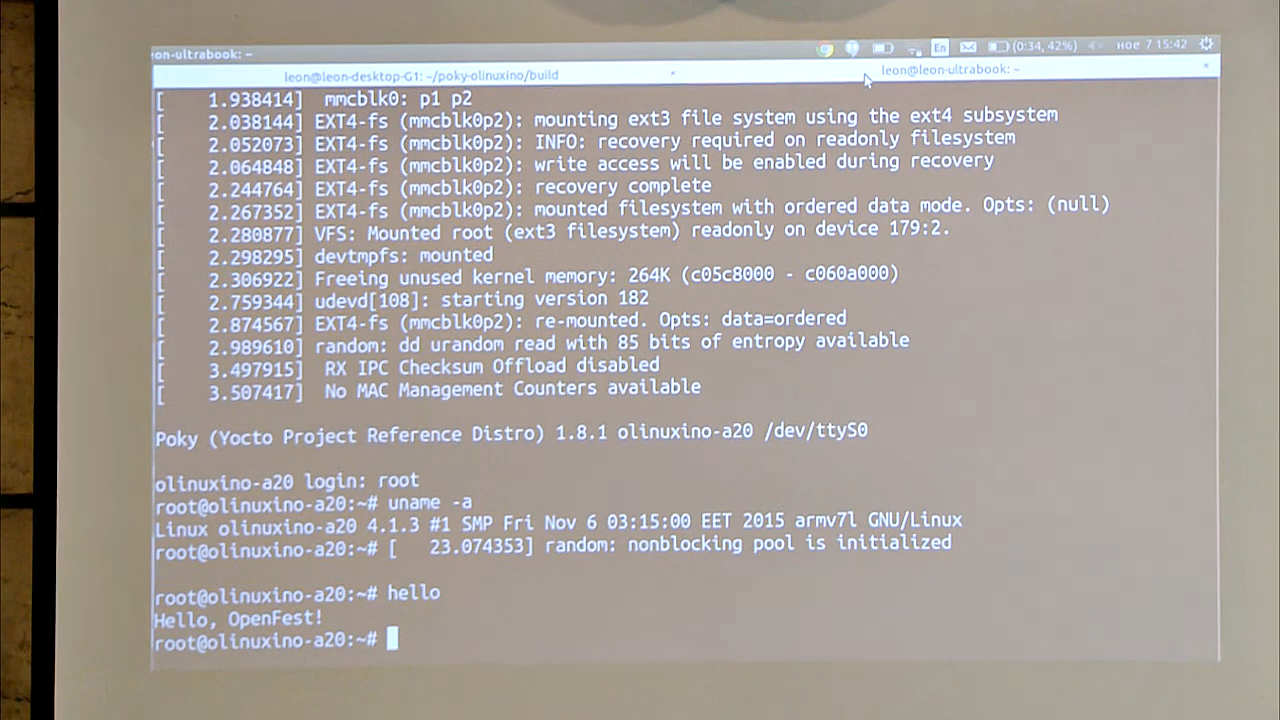 on-ultrabook: ~
En (0:34, 42%) ное 7 15:42
leon@leon-desktop-G1: ~/poky-olinuxino/build × leon@leon-ultrabook: ~ ×
[ 1.938414] mmcblk0: p1 p2
[ 2.038144] EXT4-fs (mmcblk0p2): mounting ext3 file system using the ext4 subsystem
[ 2.052073] EXT4-fs (mmcblk0p2): INFO: recovery required on readonly filesystem
[ 2.064848] EXT4-fs (mmcblk0p2): write access will be enabled during recovery
[ 2.244764] EXT4-fs (mmcblk0p2): recovery complete
[ 2.267352] EXT4-fs (mmcblk0p2): mounted filesystem with ordered data mode. Opts: (null)
[ 2.280877] VFS: Mounted root (ext3 filesystem) readonly on device 179:2.
[ 2.298295] devtmpfs: mounted
[ 2.306922] Freeing unused kernel memory: 264K (c05c8000 - c060a000)
[ 2.759344] udevd[108]: starting version 182
[ 2.874567] EXT4-fs (mmcblk0p2): re-mounted. Opts: data=ordered
[ 2.989610] random: dd urandom read with 85 bits of entropy available
[ 3.497915] RX IPC Checksum Offload disabled
[ 3.507417] No MAC Management Counters available
Poky (Yocto Project Reference Distro) 1.8.1 olinuxino-a20 /dev/ttyS0
olinuxino-a20 login: root
root@olinuxino-a20:~# uname -a
Linux olinuxino-a20 4.1.3 #1 SMP Fri Nov 6 03:15:00 EET 2015 armv7l GNU/Linux
root@olinuxino-a20:~# [ 23.074353] random: nonblocking pool is initialized
root@olinuxino-a20:~# hello
Hello, OpenFest!
root@olinuxino-a20:~#